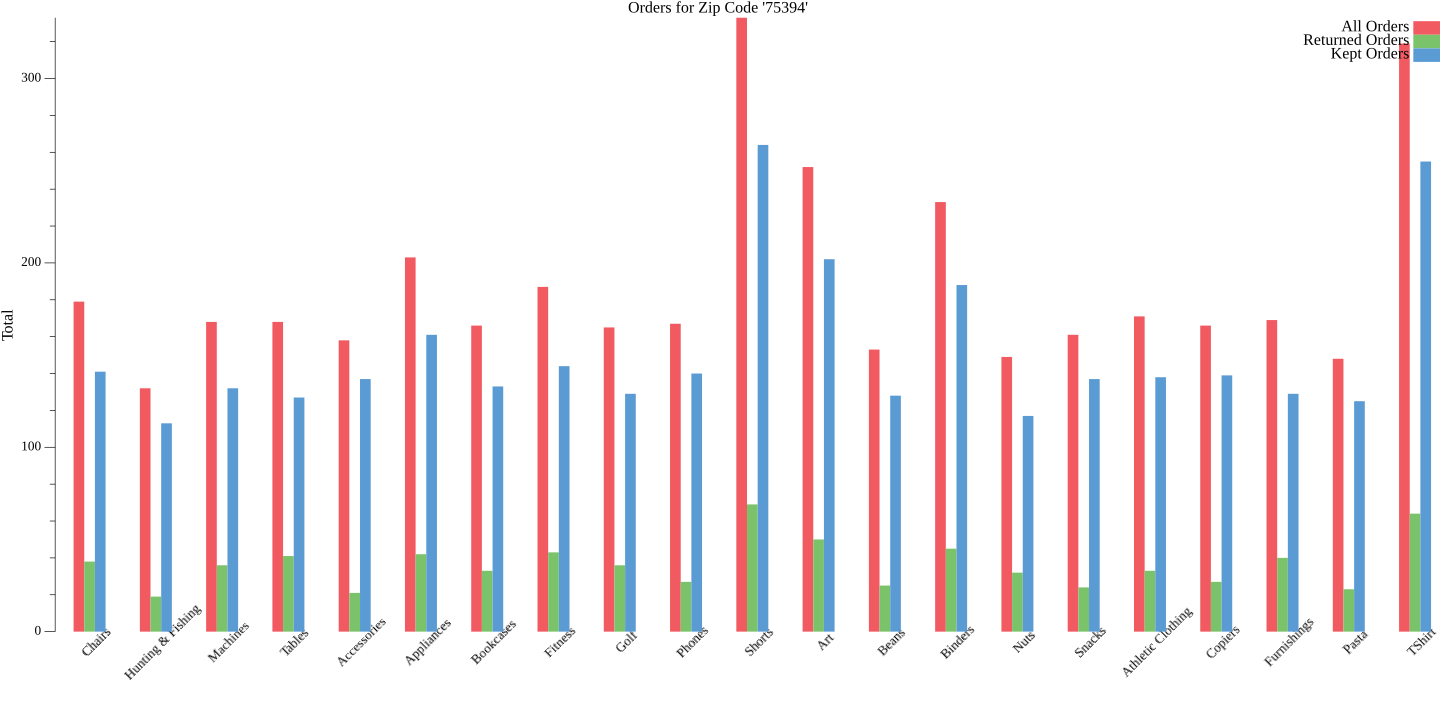 Orders for Zip Code '75394'
All Orders
Returned Orders
Kept Orders
300
200
100
0
Total
Chairs
Hunting & Fishing
Machines
Tables
Accessories
Appliances
Bookcases
Fitness
Golf
Phones
Shorts
Art
Beans
Binders
Nuts
Snacks
Athletic Clothing
Copiers
Furnishings
Pasta
TShirt